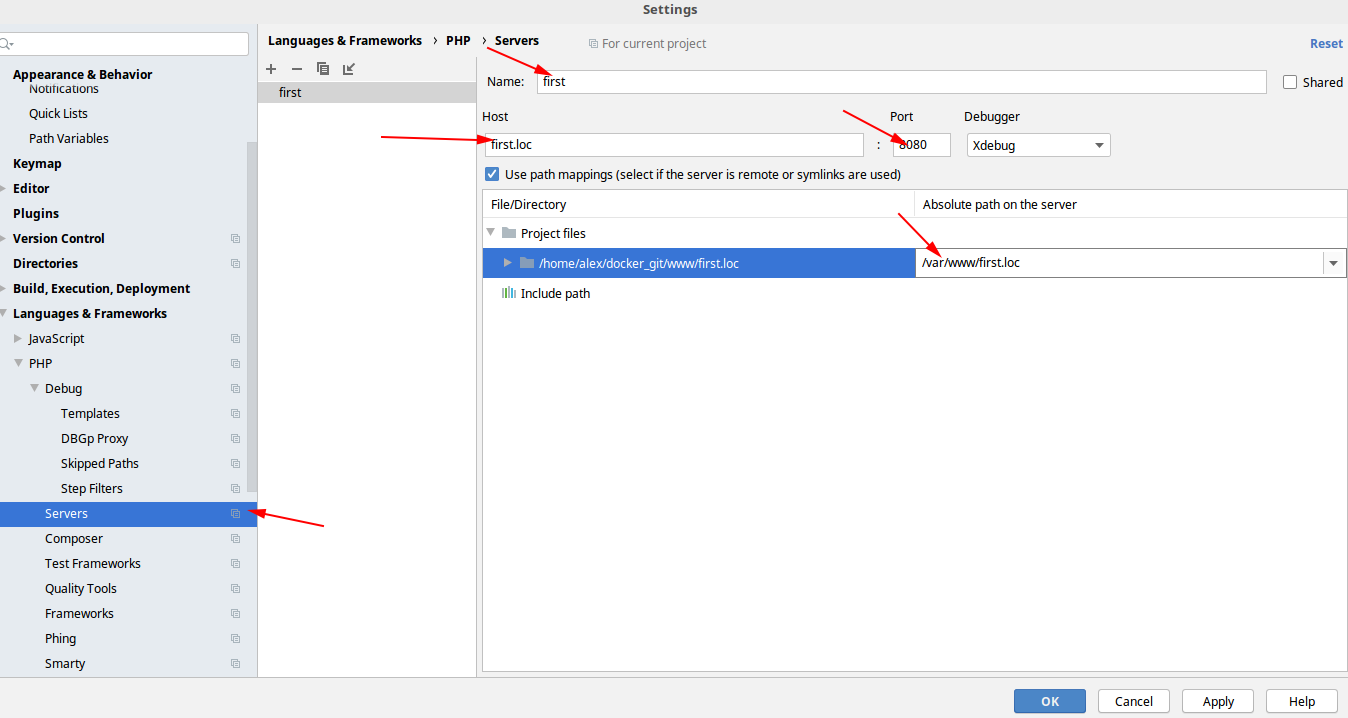 Settings
Languages & Frameworks › PHP › Servers
For current project
Reset
Appearance & Behavior
Notifications
Quick Lists
Path Variables
Keymap
Editor
Plugins
Version Control
Directories
Build, Execution, Deployment
Languages & Frameworks
JavaScript
PHP
Debug
Templates
DBGp Proxy
Skipped Paths
Step Filters
Servers
Composer
Test Frameworks
Quality Tools
Frameworks
Phing
Smarty
first
Name: first Shared
Host Port Debugger
first.loc : 8080 Xdebug
Use path mappings (select if the server is remote or symlinks are used)
File/Directory Absolute path on the server
Project files
/home/alex/docker_git/www/first.loc /var/www/first.loc
Include path
OK Cancel Apply Help